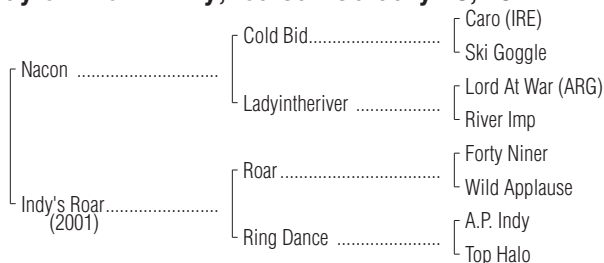 Caro (IRE)
Cold Bid
Ski Goggle
Nacon
Lord At War (ARG)
Ladyintheriver
River Imp
Forty Niner
Roar
Wild Applause
Indy's Roar
(2001)
A.P. Indy
Ring Dance
Top Halo